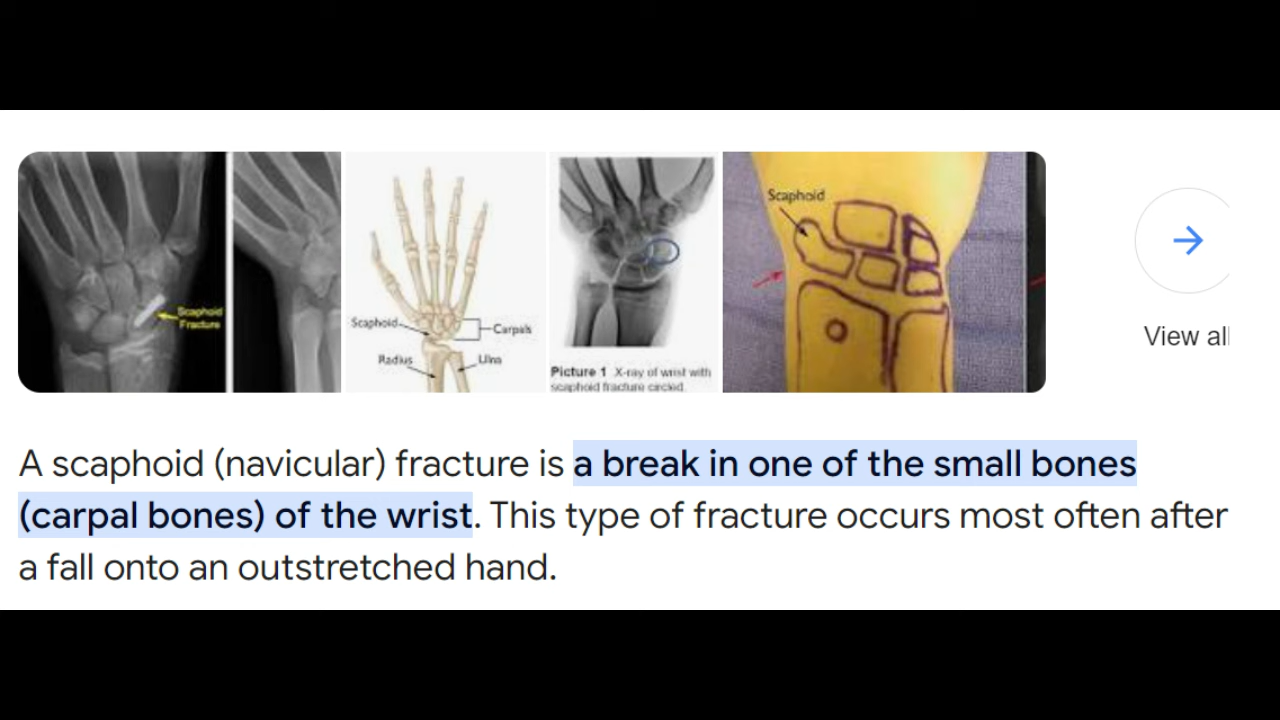 Scaphoid
Fracture
Scaphoid
Carpals
Radius
Ulna
Picture 1 X-ray of wrist with
scaphoid fracture circled.
Scaphoid
View all
A scaphoid (navicular) fracture is a break in one of the small bones
(carpal bones) of the wrist. This type of fracture occurs most often after
a fall onto an outstretched hand.